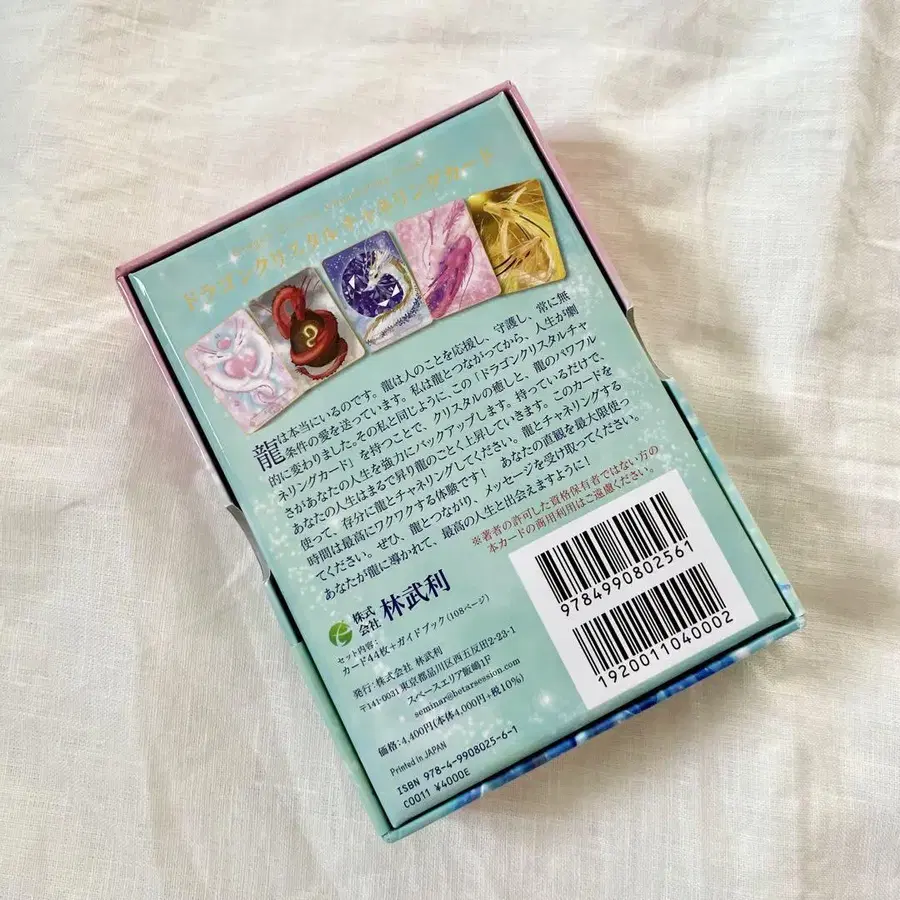 ドラゴンクリスタルチャネリングカード
龍は本当にいるのです。龍は人のことを応援し、守護し、常に無
条件の愛を送っています。私は龍とつながってから、人生が劇
的に変わりました。その私と同じように、この「ドラゴンクリスタルチャ
ネリングカード」を持つことで、クリスタルの癒しと、龍のパワフル
さがあなたの人生を強力にバックアップします。持っているだけで、
あなたの人生はまるで昇り龍のごとく上昇していきます。このカードを
使って、存分に龍とチャネリングしてください。龍とチャネリングする
時間は最高にワクワクする体験です! あなたの直観を最大限使っ
てください。ぜひ、龍とつながり、メッセージを受け取ってください。
あなたが龍に導かれて、最高の人生と出会えますように!
※著者の許可した資格保有者ではない方の
本カードの商用利用はご遠慮ください。
株式会社 林武利
セット内容:
カード44枚+ガイドブック(108ページ)
発行:株式会社 林武利
〒141-0031 東京都品川区西五反田2-23-1
スペースエリア飯嶋1F
seminar@betarsession.com
価格:4,400円(本体4,000円+税10%)
Printed in JAPAN
ISBN 978-4-9908025-6-1
C0011 ¥4000E
9784990802561
1920011040002